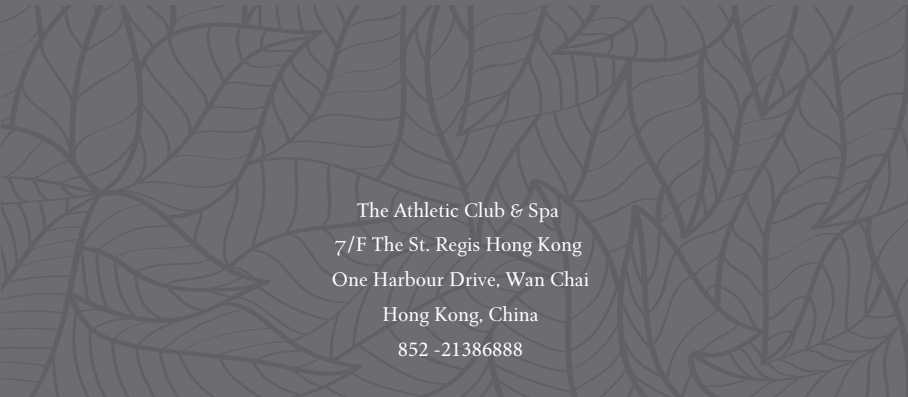 The Athletic Club & Spa
7/F The St. Regis Hong Kong
One Harbour Drive, Wan Chai
Hong Kong, China
852 -21386888